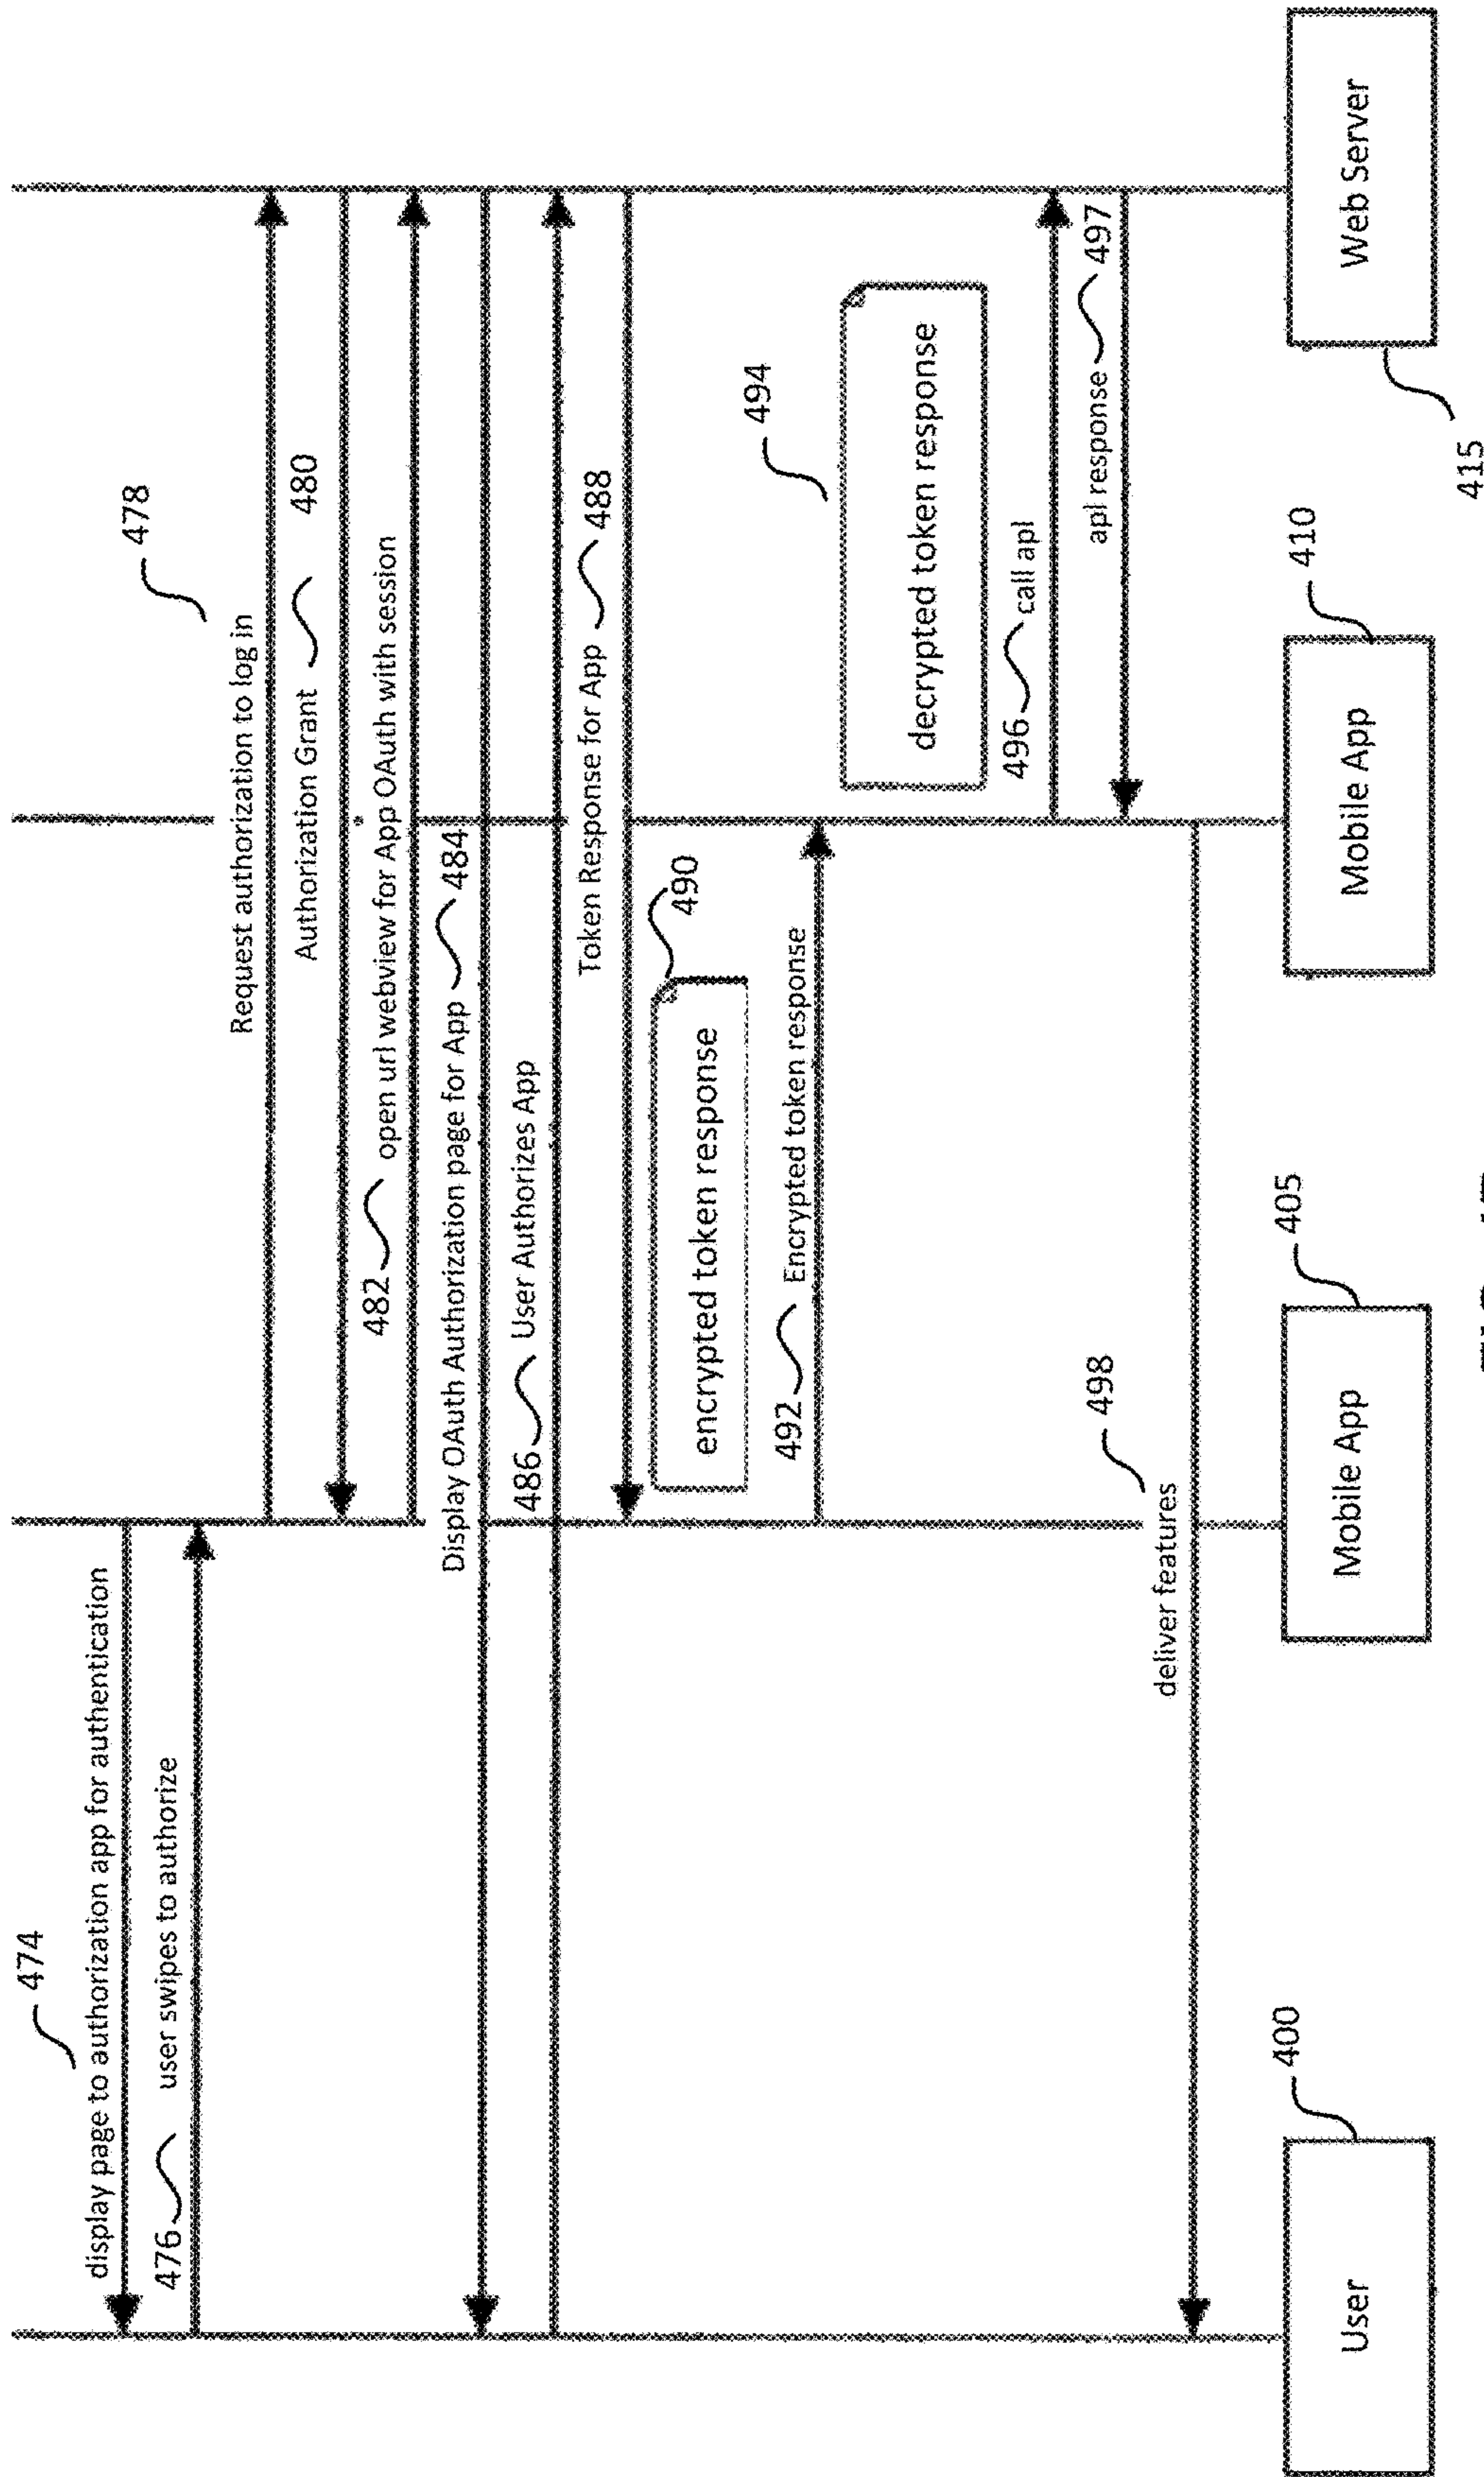 474
display page to authorization app for authentication
476
user swipes to authorize
478
Request authorization to log in
Authorization Grant
480
482
open url webview for App OAuth with session
Display OAuth Authorization page for App
484
486
User Authorizes App
Token Response for App
488
490
encrypted token response
492
Encrypted token response
494
decrypted token response
496
call apI
apI response
497
498
deliver features
User
400
Mobile App
405
Mobile App
410
Web Server
415